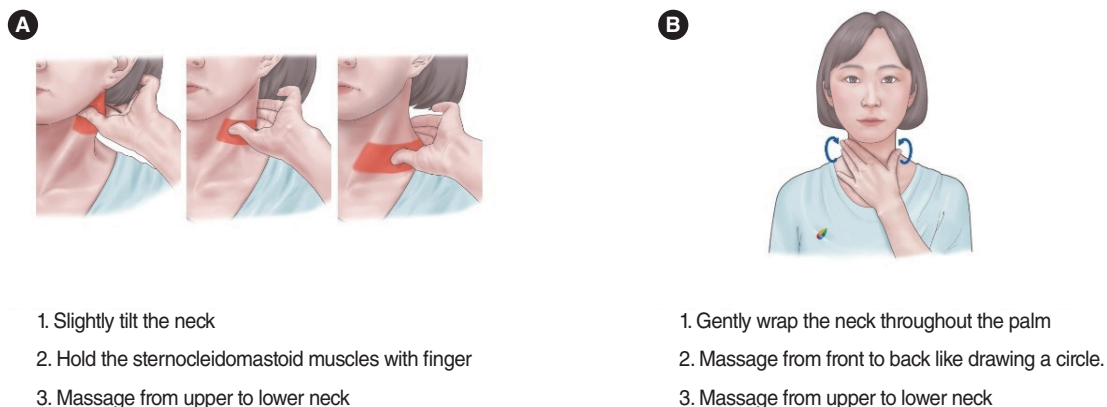 A
1. Slightly tilt the neck
2. Hold the sternocleidomastoid muscles with finger
3. Massage from upper to lower neck
B
1. Gently wrap the neck throughout the palm
2. Massage from front to back like drawing a circle.
3. Massage from upper to lower neck